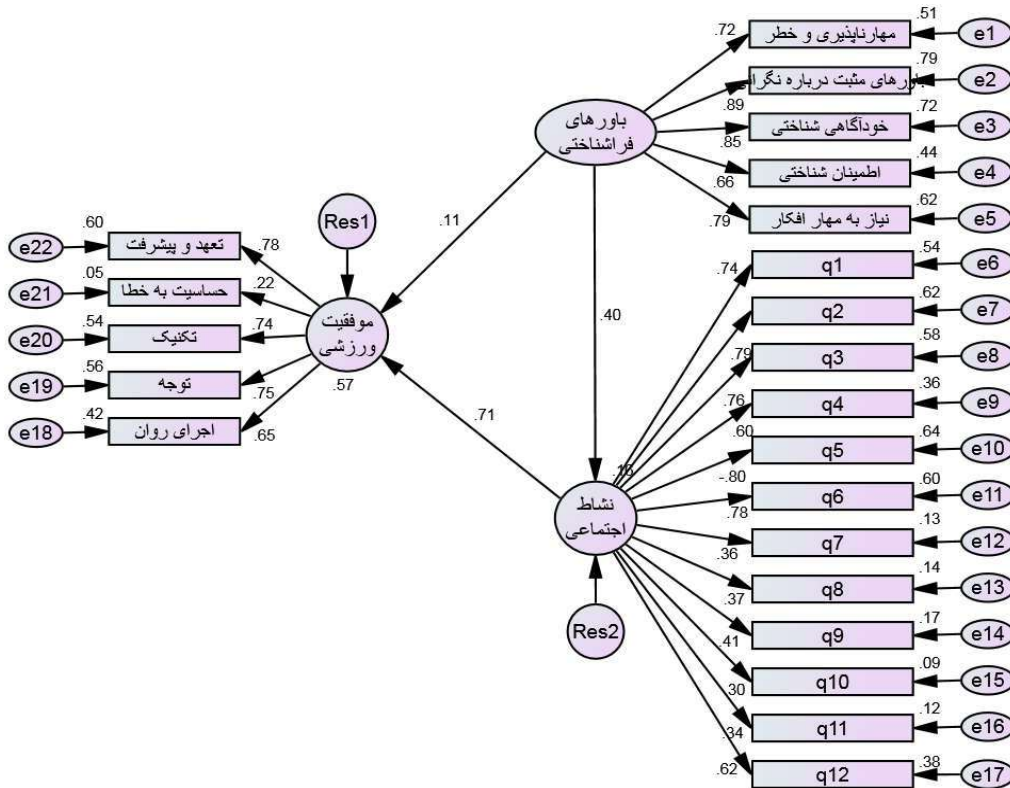 .72
مهارناپذیری و خطر
.51
e1
باورهای مثبت درباره نگرانی
.79
e2
.89
خودآگاهی شناختی
.72
e3
.85
اطمینان شناختی
.44
e4
.66
نیاز به مهار افکار
.62
e5
.79
باورهای
فراشناختی
.11
.40
Res1
.60
e22
تعهد و پیشرفت
.78
.05
e21
حساسیت به خطا
.22
.54
e20
تکنیک
.74
.56
e19
توجه
.75
.42
e18
اجرای روان
.65
موفقیت
ورزشی
.57
.71
نشاط
اجتماعی
.16
Res2
.74
q1
.54
e6
q2
.62
e7
.79
q3
.58
e8
.76
q4
.36
e9
.60
q5
.64
e10
-.80
q6
.60
e11
.78
q7
.13
e12
.36
q8
.14
e13
.37
q9
.17
e14
.41
q10
.09
e15
.30
q11
.12
e16
.34
q12
.38
e17
.62